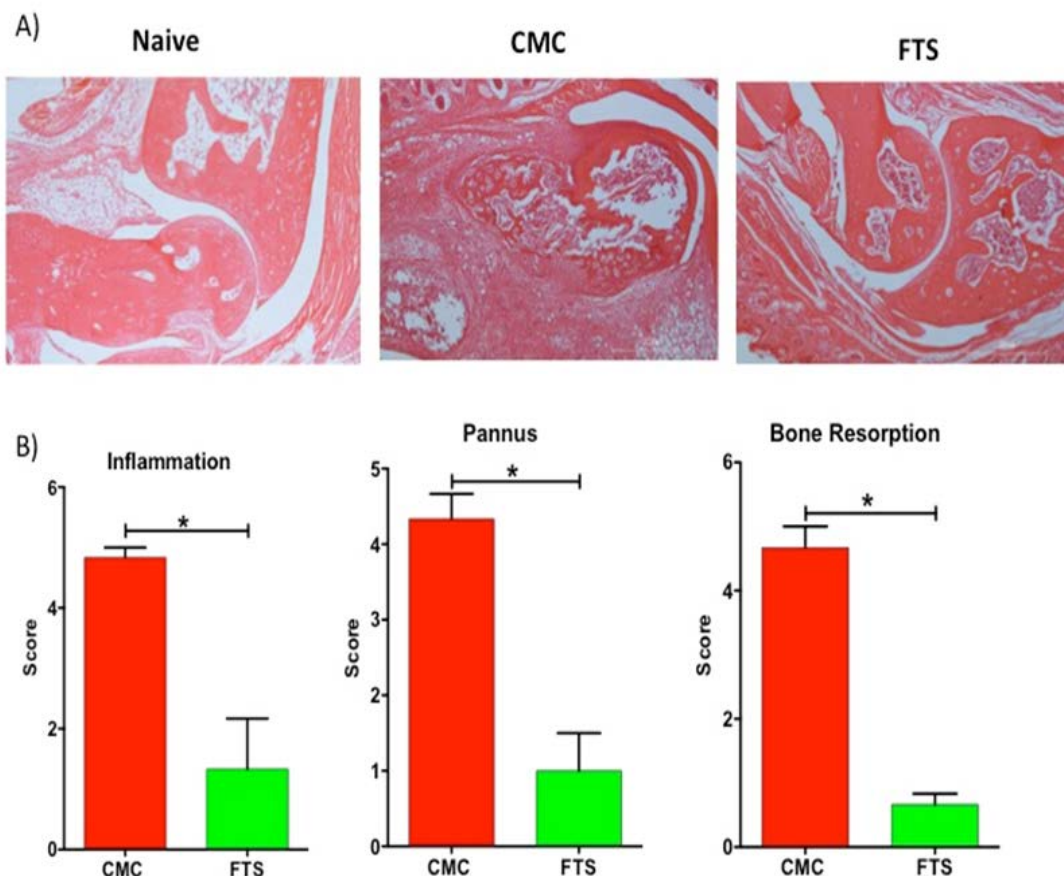 A)
Naive
CMC
FTS
B)
Inflammation
Score
6
4
2
0
*
CMC
FTS
Pannus
Score
5
4
3
2
1
0
*
CMC
FTS
Bone Resorption
Score
6
4
2
0
*
CMC
FTS